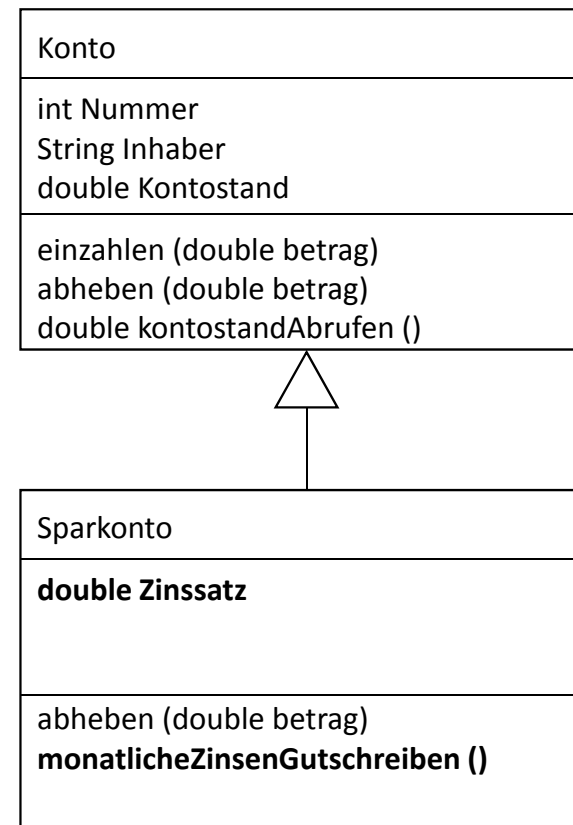 Konto
int Nummer
String Inhaber
double Kontostand
einzahlen (double betrag)
abheben (double betrag)
double kontostandAbrufen ()
Sparkonto
double Zinssatz
abheben (double betrag)
monatlicheZinsenGutschreiben ()